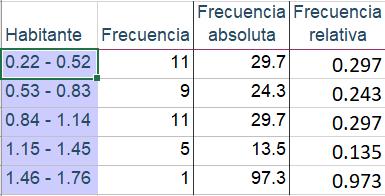 Habitante Frecuencia Frecuencia absoluta Frecuencia relativa
0.22 - 0.52 11 29.7 0.297
0.53 - 0.83 9 24.3 0.243
0.84 - 1.14 11 29.7 0.297
1.15 - 1.45 5 13.5 0.135
1.46 - 1.76 1 97.3 0.973